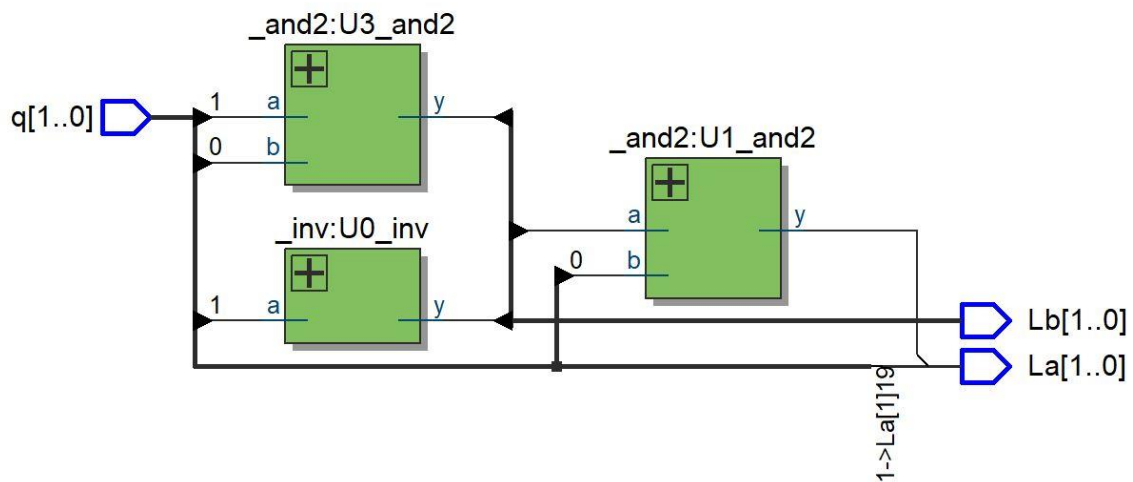 _and2:U3_and2
q[1..0]
1
a
y
0
b
_and2:U1_and2
a
y
0
b
_inv:U0_inv
1
a
y
Lb[1..0]
La[1..0]
1->La[1]19